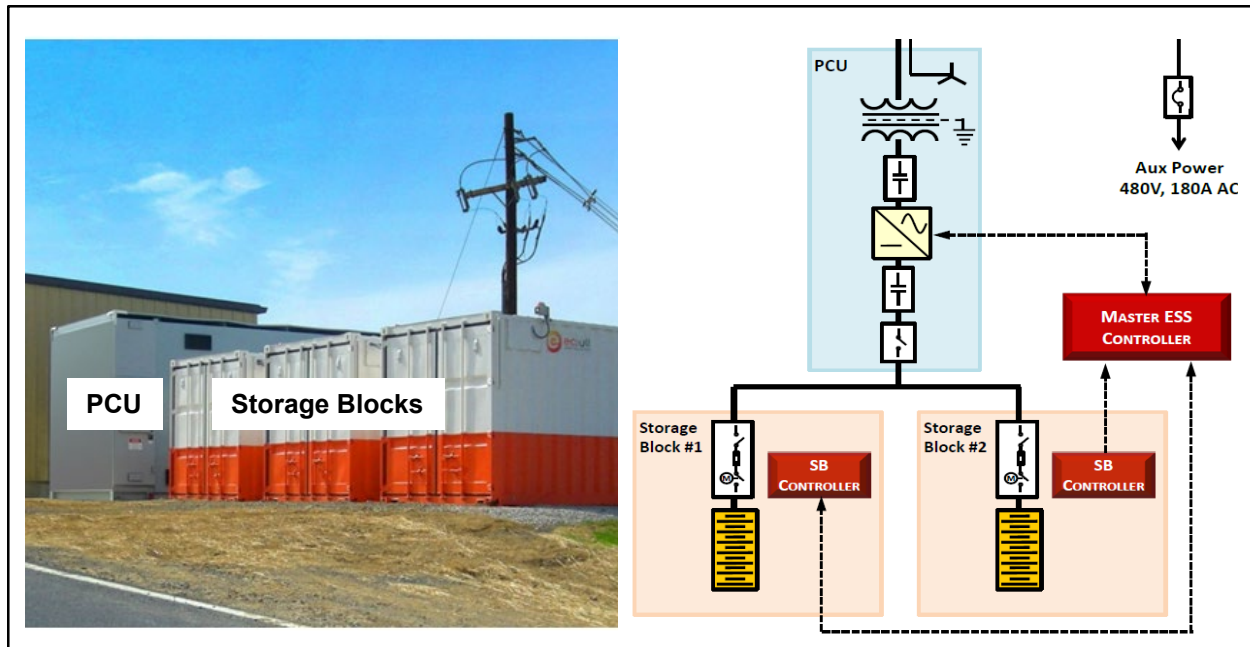 PCU
Storage Blocks
ecoult
PCU
Aux Power
480V, 180A AC
MASTER ESS
CONTROLLER
Storage
Block #1
M
SB
CONTROLLER
Storage
Block #2
M
SB
CONTROLLER